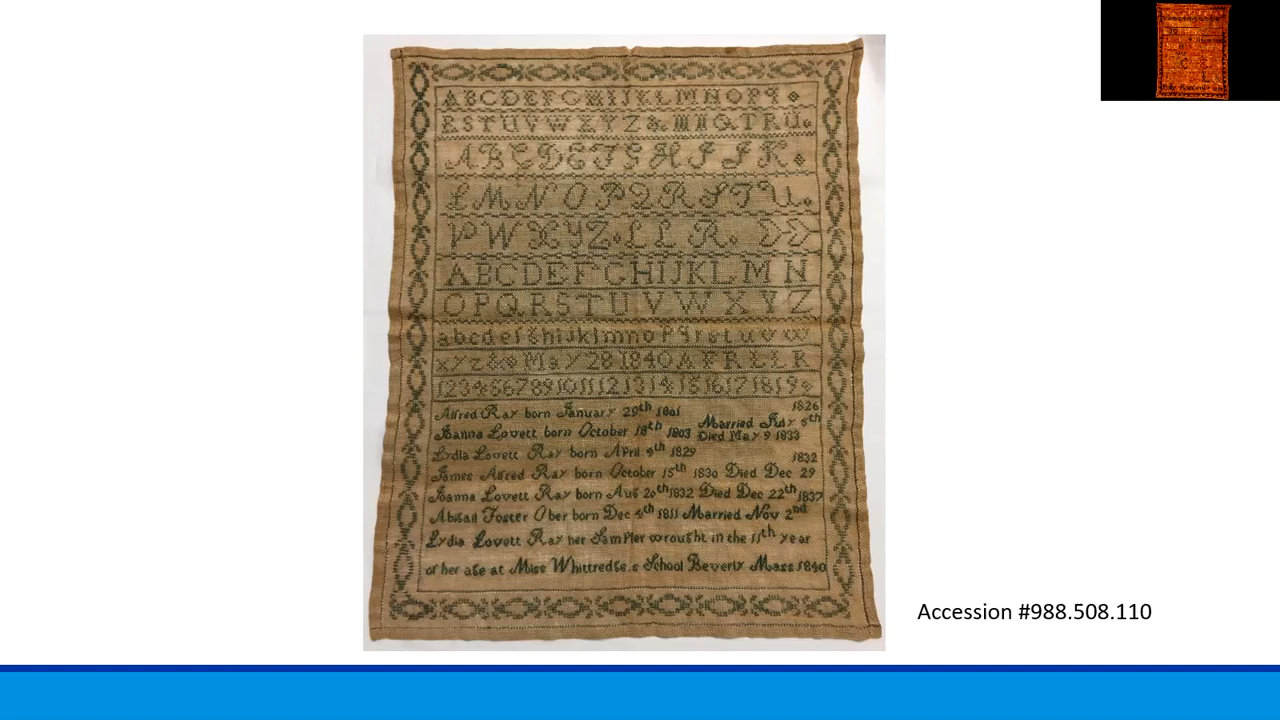 ABCDEFGHIJKLMNOPQ
RSTUVWXYZ&
ABCDEFGHIJK
LMNOPQRSTU
VWXYZ LLR
ABCDEFGHIJKLMN
OPQRSTUVWXYZ
abcdefghijklmnopqrstuvw
xyz& May 28 1840 A F R L L R
12345678910111213141516171819
Alfred Ray born January 29th 1801 1826
Married July 5th
Joanna Lovett born October 18th 1803 Died May 9 1833
Lydia Lovett Ray born April 9th 1829 1832
James Alfred Ray born October 15th 1830 Died Dec 29
Joanna Lovett Ray born Aug 20th 1832 Died Dec 22th 1837
Abigail Foster Ober born Dec 4th 1811 Married Nov 2nd
Lydia Lovett Ray her Sampler wrought in the 11th year
of her age at Miss Whittredge.s School Beverly Mass 1840
Accession #988.508.110